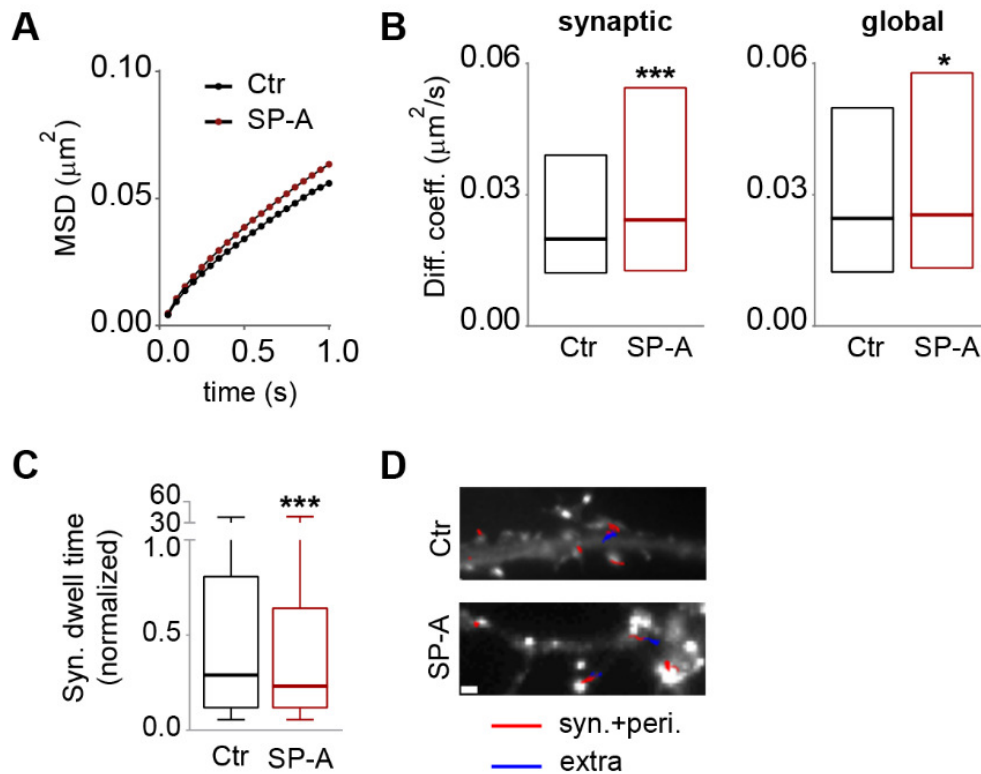 A
MSD (µm²)
0.10
0.05
0.00
Ctr
SP-A
0.0 0.5 1.0
time (s)
B
synaptic
global
Diff. coeff. (µm²/s)
0.06
0.03
0.00
***
Ctr SP-A
0.06
0.03
0.00
*
Ctr SP-A
C
Syn. dwell time
(normalized)
60
30
1.0
0.5
0.0
***
Ctr SP-A
D
Ctr
SP-A
syn.+peri.
extra